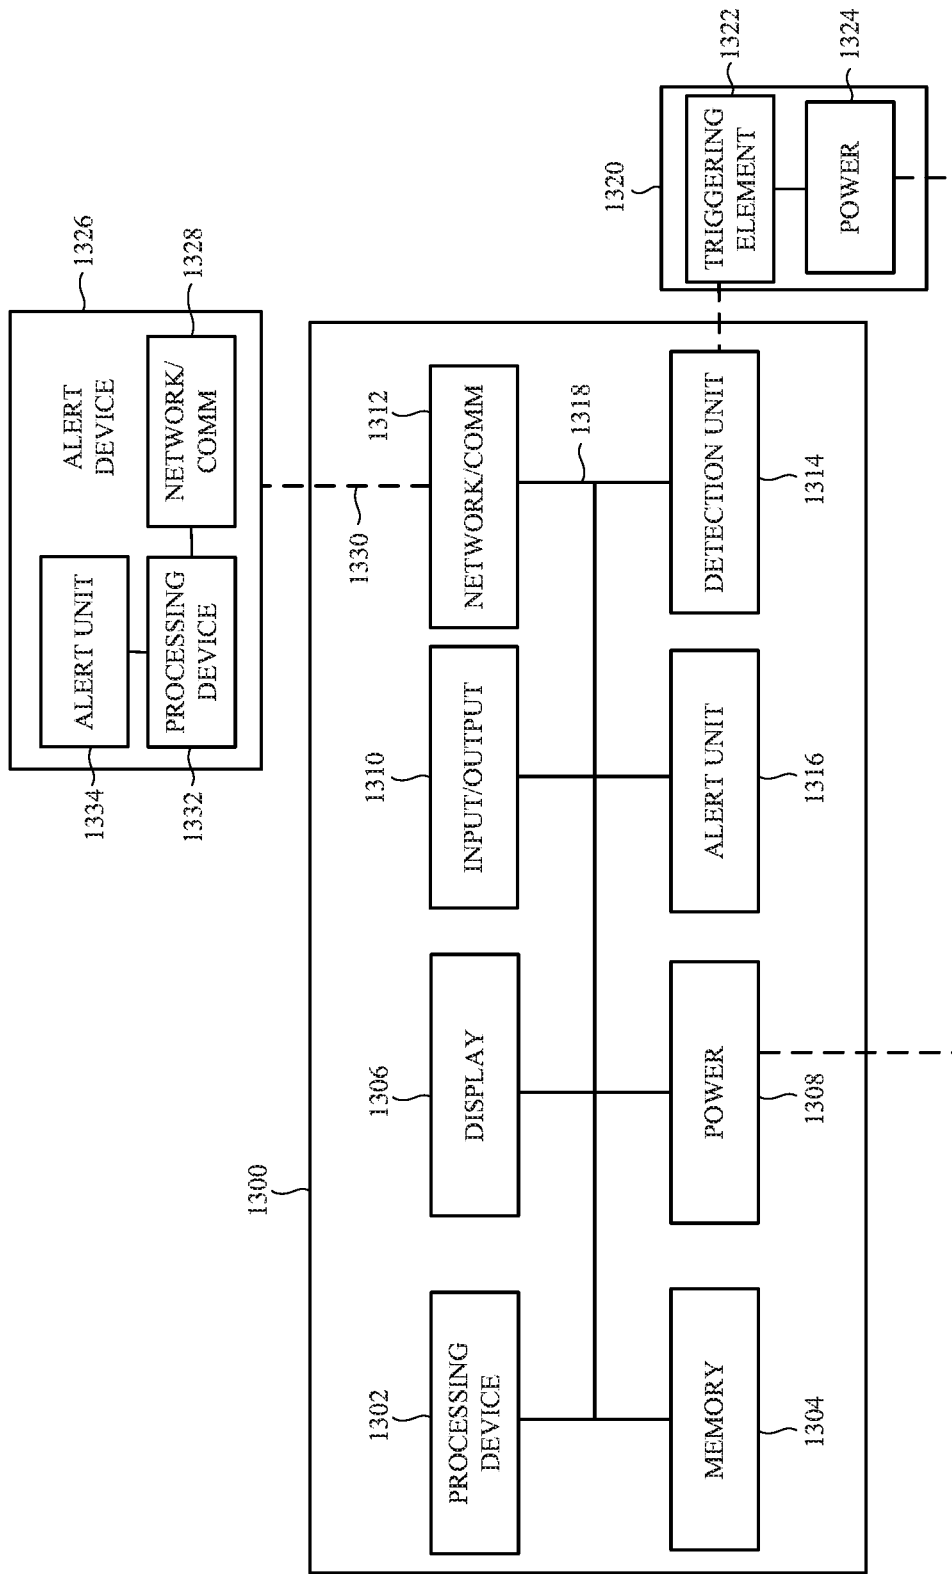 1326
ALERT
DEVICE
1328
NETWORK/
COMM
ALERT UNIT
1334
PROCESSING
DEVICE
1332
1330
1300
1302
PROCESSING
DEVICE
1306
DISPLAY
1310
INPUT/OUTPUT
1312
NETWORK/COMM
1318
MEMORY
1304
POWER
1308
ALERT UNIT
1316
DETECTION UNIT
1314
1320
TRIGGERING
ELEMENT
1322
POWER
1324